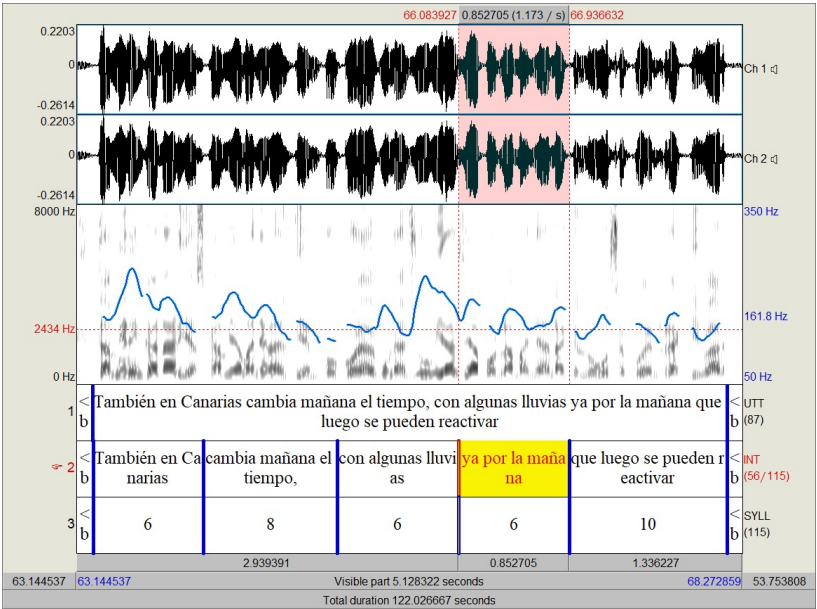 66.083927 0.852705 (1.173 / s) 66.936632
0.2203
0
-0.2614
Ch 1
0.2203
0
-0.2614
Ch 2
8000 Hz 350 Hz
2434 Hz 161.8 Hz
0 Hz 50 Hz
1 <b También en Canarias cambia mañana el tiempo, con algunas lluvias ya por la mañana que <b UTT
luego se pueden reactivar (87)
2 <b También en Ca cambia mañana el con algunas lluvi ya por la maña que luego se pueden r <b INT
narias tiempo, as na eactivar (56/115)
3 <b 6 8 6 6 10 <b SYLL
(115)
2.939391 0.852705 1.336227
63.144537 63.144537 Visible part 5.128322 seconds 68.272859 53.753808
Total duration 122.026667 seconds